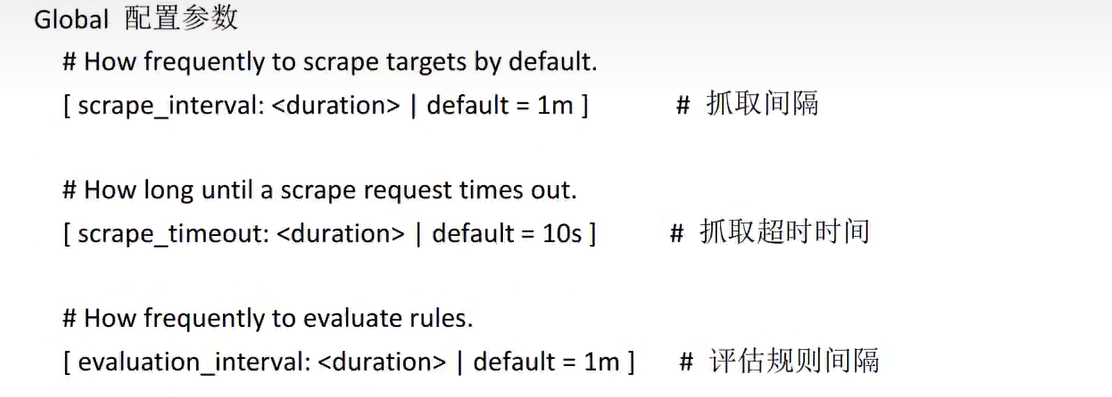 Global 配置参数
# How frequently to scrape targets by default.
[ scrape_interval: <duration> | default = 1m ] # 抓取间隔
# How long until a scrape request times out.
[ scrape_timeout: <duration> | default = 10s ] # 抓取超时时间
# How frequently to evaluate rules.
[ evaluation_interval: <duration> | default = 1m ] # 评估规则间隔